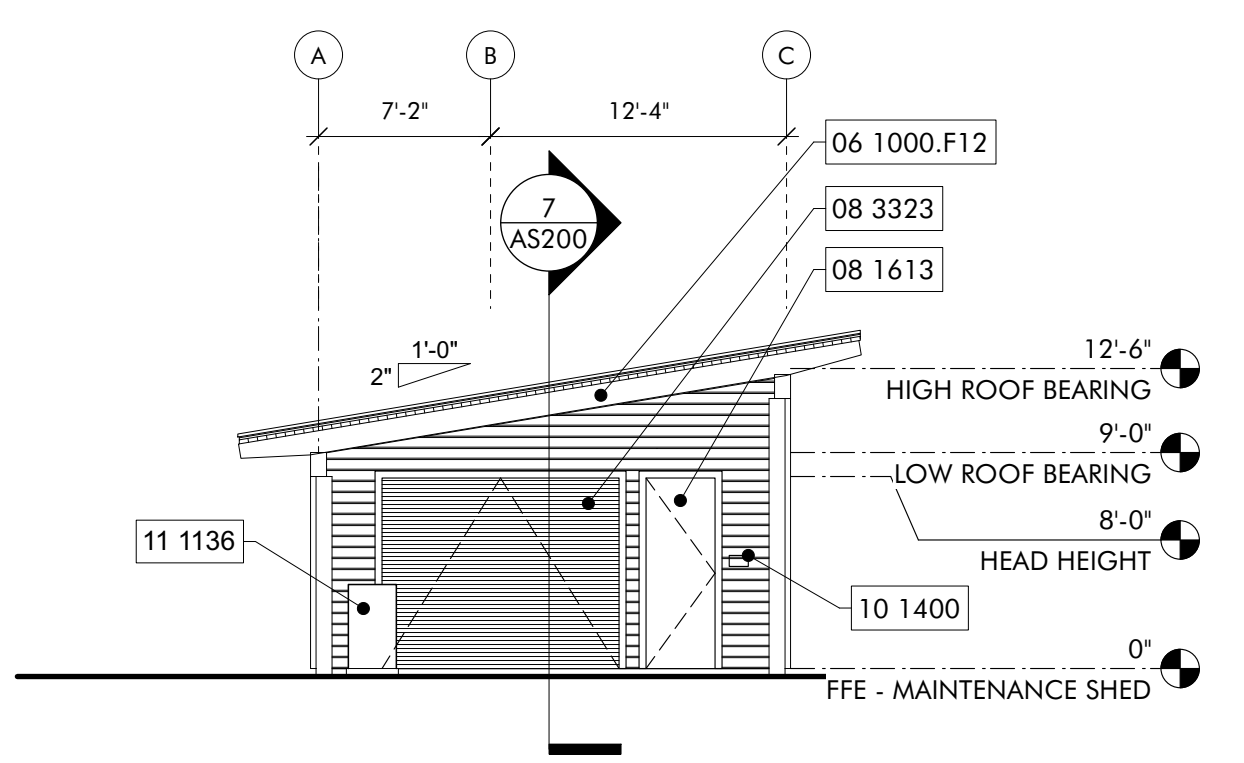 A
B
C
7'-2"
12'-4"
06 1000.F12
7
AS200
08 3323
08 1613
1'-0"
2"
12'-6"
HIGH ROOF BEARING
9'-0"
LOW ROOF BEARING
8'-0"
HEAD HEIGHT
11 1136
10 1400
0"
FFE - MAINTENANCE SHED